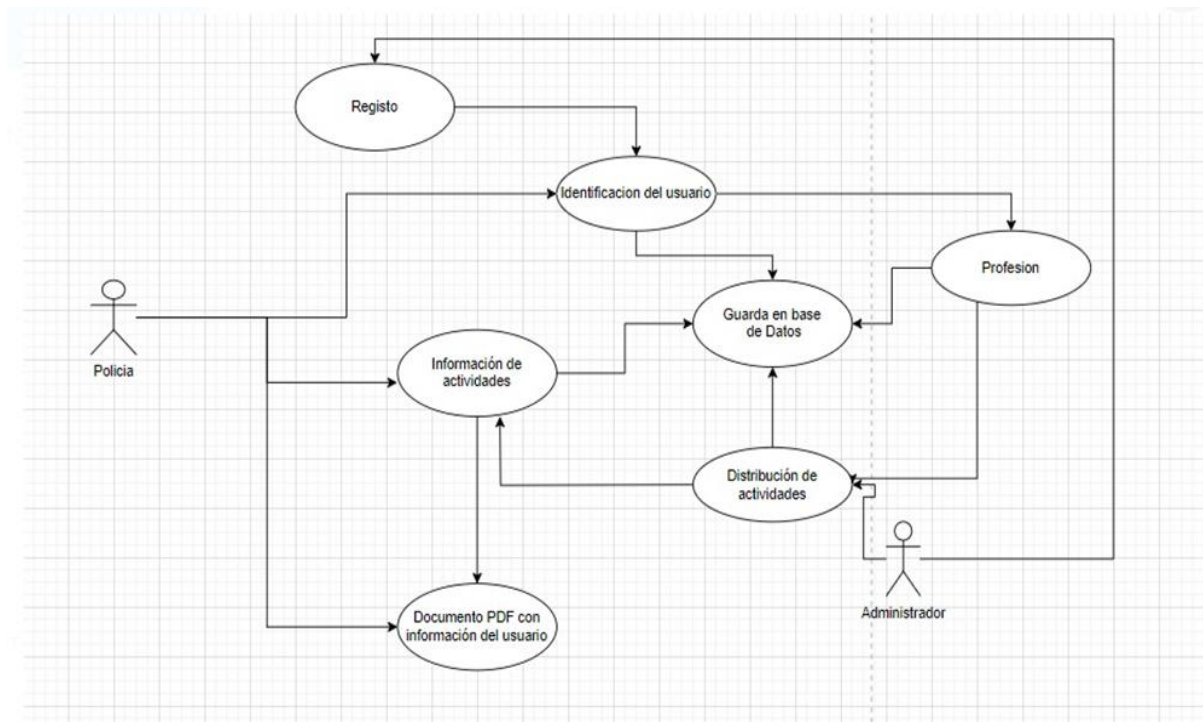 Registo
Identificacion del usuario
Profesion
Guarda en base
de Datos
Policia
Información de
actividades
Distribución de
actividades
Administrador
Documento PDF con
información del usuario